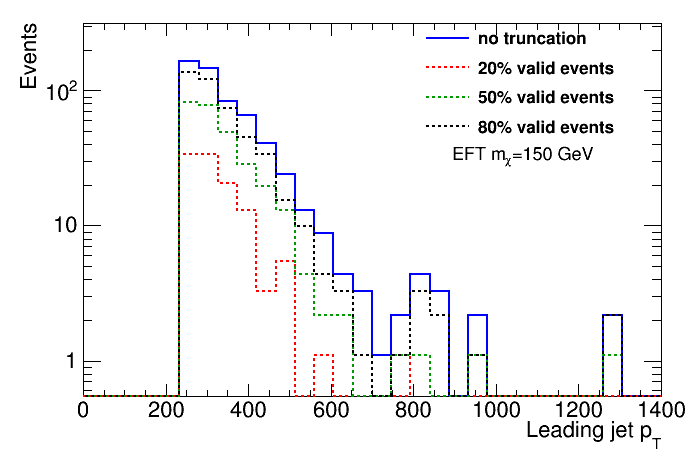 Events
no truncation
20% valid events
50% valid events
80% valid events
EFT mχ=150 GeV
10²
10
1
0 200 400 600 800 1000 1200 1400
Leading jet pT